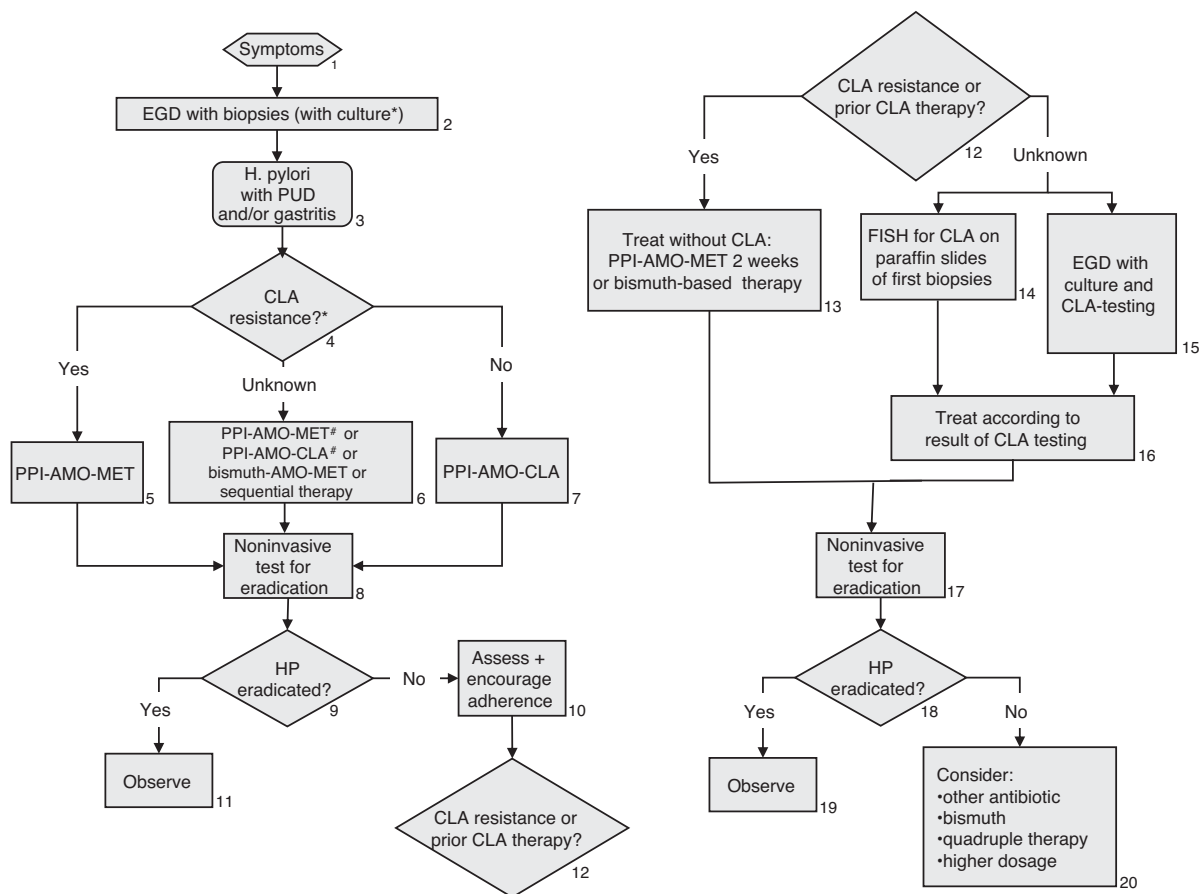 Symptoms
1
EGD with biopsies (with culture*)
2
H. pylori
with PUD
and/or gastritis
3
CLA
resistance?*
4
Yes
Unknown
No
PPI-AMO-MET
5
PPI-AMO-MET# or
PPI-AMO-CLA# or
bismuth-AMO-MET or
sequential therapy
6
PPI-AMO-CLA
7
Noninvasive
test for
eradication
8
HP
eradicated?
9
No
Assess +
encourage
adherence
10
Yes
Observe
11
CLA resistance or
prior CLA therapy?
12
CLA resistance or
prior CLA therapy?
12
Yes
Unknown
Treat without CLA:
PPI-AMO-MET 2 weeks
or bismuth-based therapy
13
FISH for CLA on
paraffin slides
of first biopsies
14
EGD with
culture and
CLA-testing
15
Treat according to
result of CLA testing
16
Noninvasive
test for
eradication
17
HP
eradicated?
18
Yes
No
Observe
19
Consider:
•other antibiotic
•bismuth
•quadruple therapy
•higher dosage
20